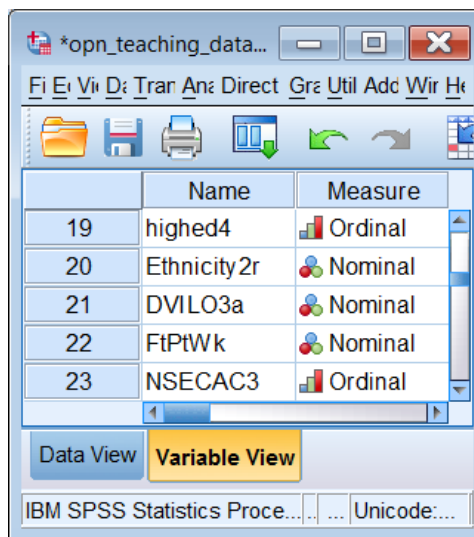 *opn_teaching_data...
Fi Ec Vi Da Tran Ana Direct Gra Util Add Wir He
Name Measure
19 highed4 Ordinal
20 Ethnicity2r Nominal
21 DVILO3a Nominal
22 FtPtWk Nominal
23 NSECAC3 Ordinal
Data View Variable View
IBM SPSS Statistics Proce... .. ... Unicode:...